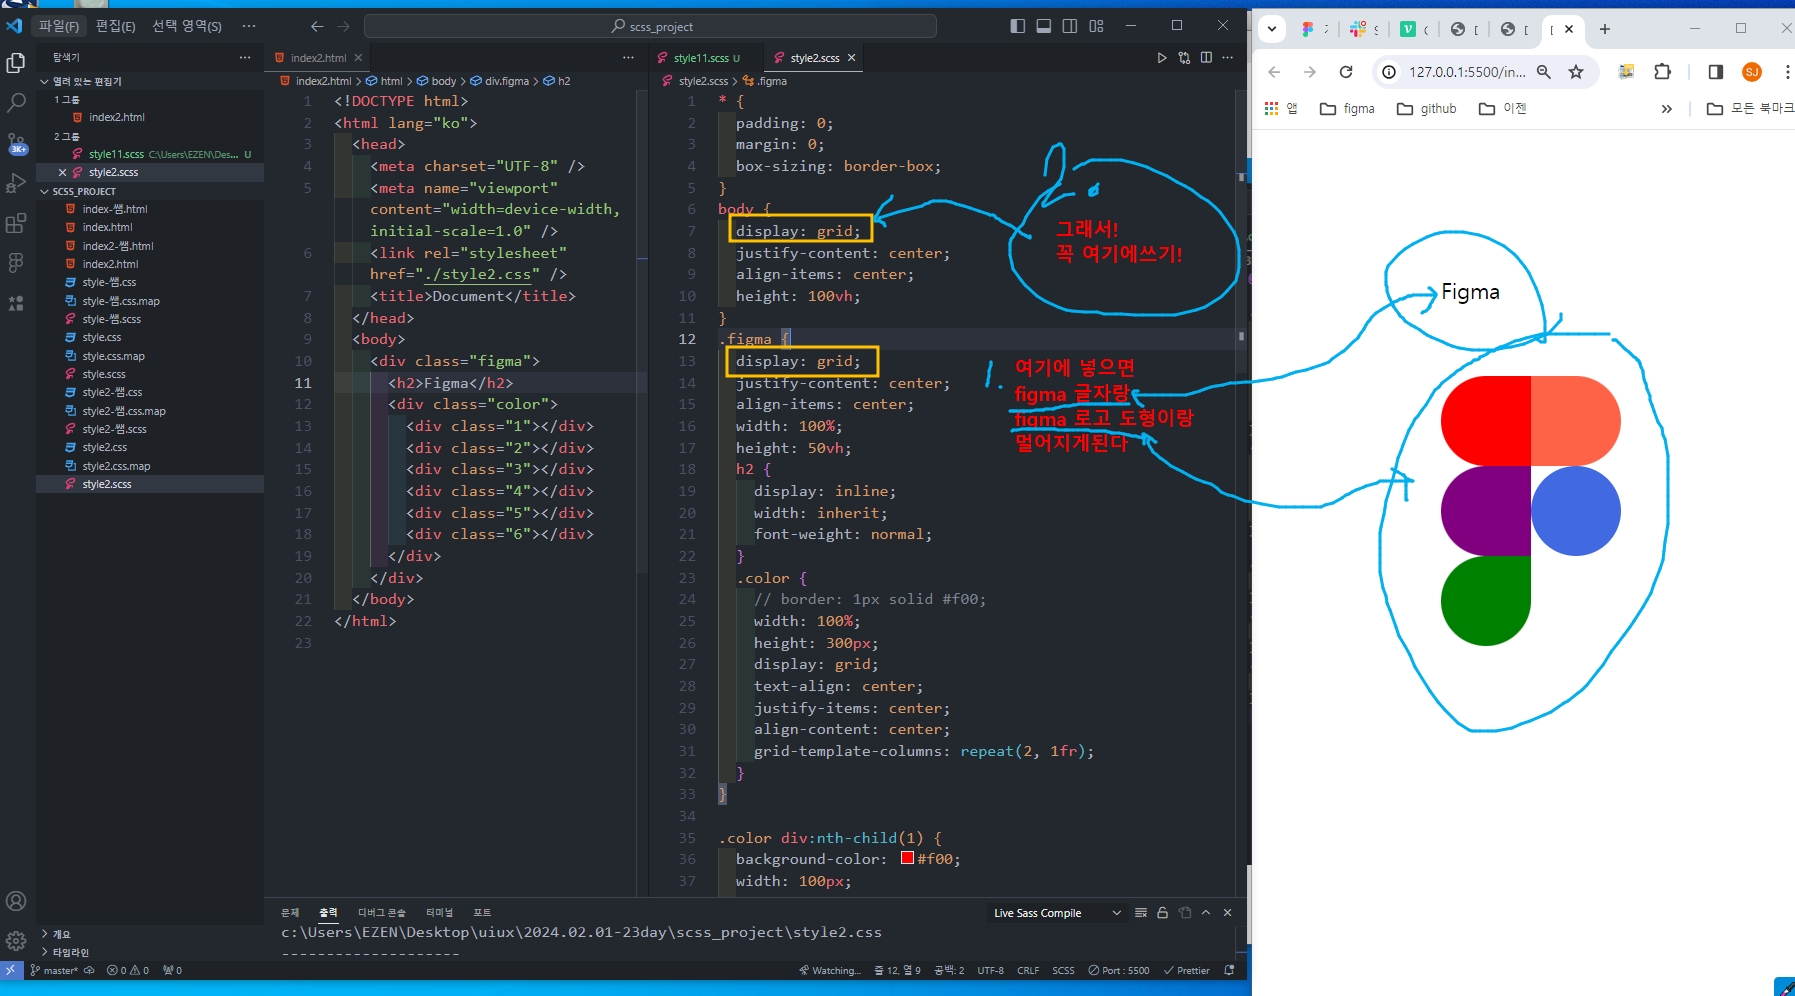 파일(F) 편집(E) 선택 영역(S) ···
scss_project
탐색기
열려 있는 편집기
1 그룹
index2.html
2 그룹
style11.scss C:\Users\EZEN\Des... U
style2.scss
SCSS_PROJECT
index-쌤.html
index.html
index2-쌤.html
index2.html
style-쌤.css
style-쌤.css.map
style-쌤.scss
style.css
style.css.map
style.scss
style2-쌤.css
style2-쌤.css.map
style2-쌤.scss
style2.css
style2.css.map
style2.scss
개요
타임라인
3K+
index2.html
index2.html > html > body > div.figma > h2
1 <!DOCTYPE html>
2 <html lang="ko">
3 <head>
4 <meta charset="UTF-8" />
5 <meta name="viewport"
content="width=device-width,
initial-scale=1.0" />
6 <link rel="stylesheet"
href="./style2.css" />
7 <title>Document</title>
8 </head>
9 <body>
10 <div class="figma">
11 <h2>Figma</h2>
12 <div class="color">
13 <div class="1"></div>
14 <div class="2"></div>
15 <div class="3"></div>
16 <div class="4"></div>
17 <div class="5"></div>
18 <div class="6"></div>
19 </div>
20 </div>
21 </body>
22 </html>
23
style11.scss U
style2.scss
style2.scss > .figma
1 * {
2 padding: 0;
3 margin: 0;
4 box-sizing: border-box;
5 }
6 body {
7 display: grid;
8 justify-content: center;
9 align-items: center;
10 height: 100vh;
11 }
12 .figma {
13 display: grid;
14 justify-content: center;
15 align-items: center;
16 width: 100%;
17 height: 50vh;
18 h2 {
19 display: inline;
20 width: inherit;
21 font-weight: normal;
22 }
23 .color {
24 // border: 1px solid #f00;
25 width: 100%;
26 height: 300px;
27 display: grid;
28 text-align: center;
29 justify-items: center;
30 align-content: center;
31 grid-template-columns: repeat(2, 1fr);
32 }
33 }
34
35 .color div:nth-child(1) {
36 background-color: #f00;
37 width: 100px;
2.
그래서!
꼭 여기에쓰기!
1.
여기에 넣으면
figma 글자랑
figma 로고 도형이랑
멀어지게된다
문제 출력 디버그 콘솔 터미널 포트
Live Sass Compile
c:\Users\EZEN\Desktop\uiux\2024.02.01-23day\scss_project\style2.css
--------------------
master* 0 0 0
Watching... 줄 12, 열 9 공백: 2 UTF-8 CRLF SCSS Port : 5500 Prettier
127.0.0.1:5500/in...
SJ
앱 figma github 이젠 » 모든 북마크
Figma